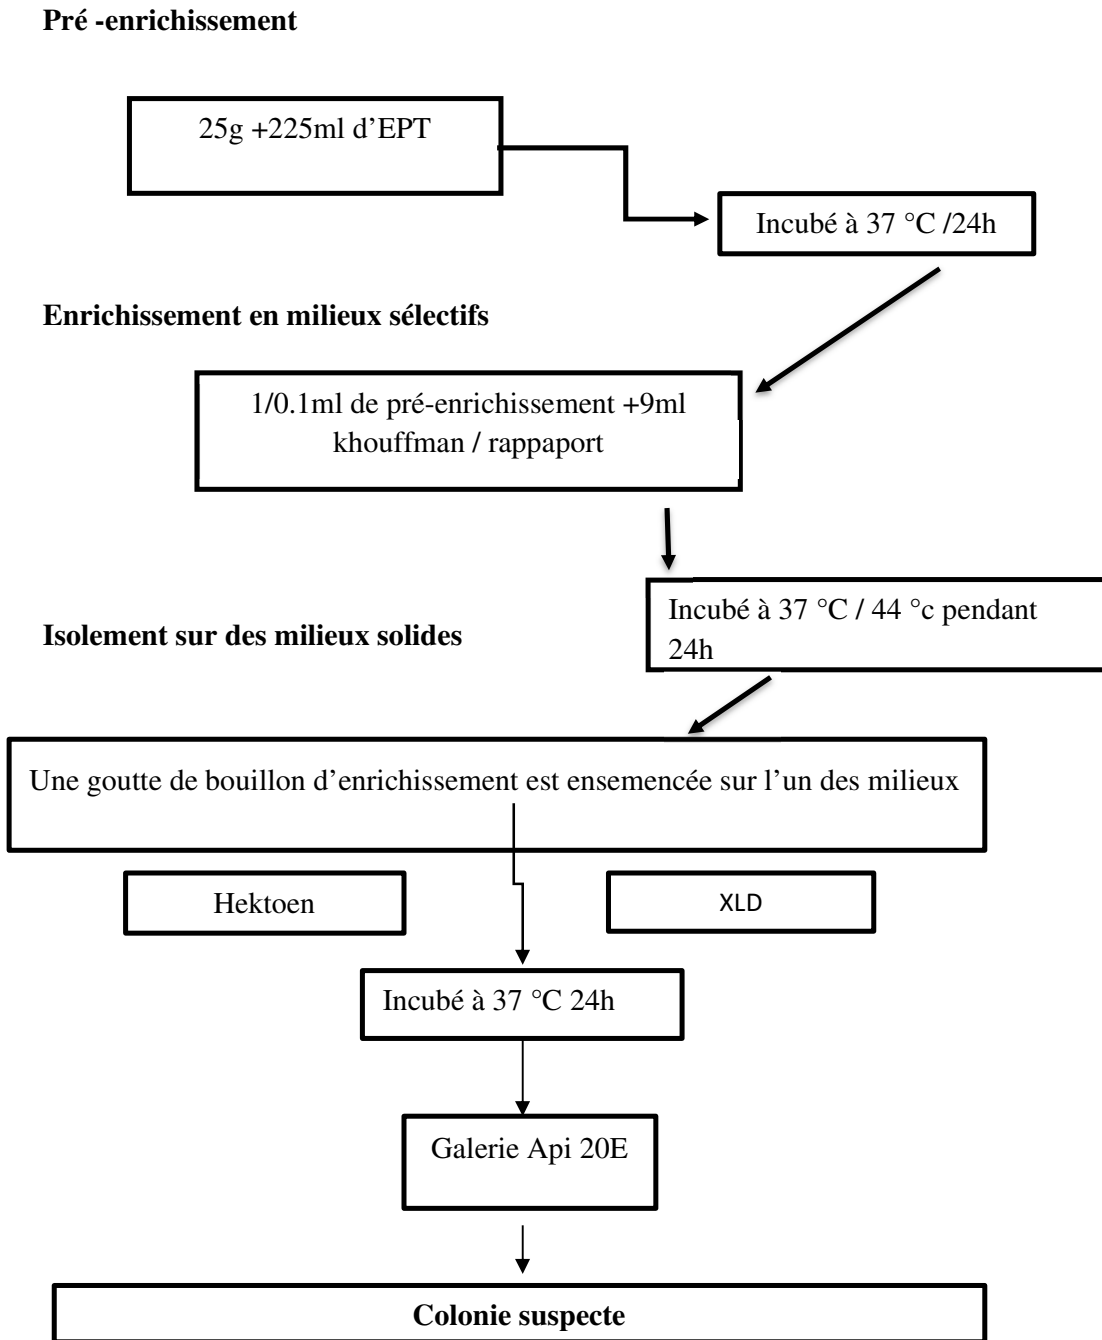 Pré -enrichissement
25g +225ml d’EPT
Incubé à 37 °C /24h
Enrichissement en milieux sélectifs
1/0.1ml de pré-enrichissement +9ml
khouffman / rappaport
Incubé à 37 °C / 44 °c pendant
24h
Isolement sur des milieux solides
Une goutte de bouillon d’enrichissement est ensemencée sur l’un des milieux
Hektoen
XLD
Incubé à 37 °C 24h
Galerie Api 20E
Colonie suspecte